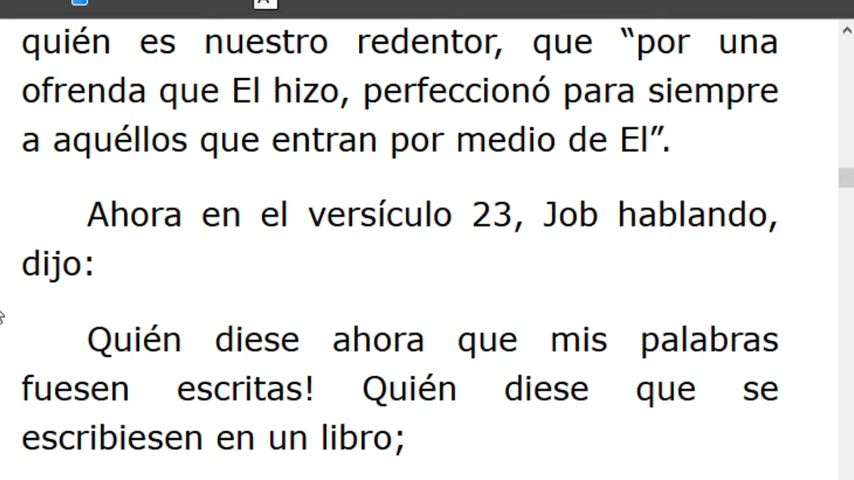 quién es nuestro redentor, que “por una
ofrenda que El hizo, perfeccionó para siempre
a aquéllos que entran por medio de El”.
Ahora en el versículo 23, Job hablando,
dijo:
Quién diese ahora que mis palabras
fuesen escritas! Quién diese que se
escribiesen en un libro;